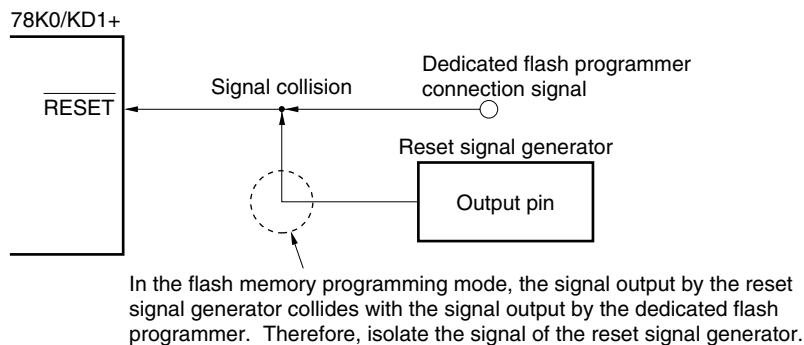 78K0/KD1+
Signal collision
Dedicated flash programmer
connection signal
RESET
Reset signal generator
Output pin
In the flash memory programming mode, the signal output by the reset
signal generator collides with the signal output by the dedicated flash
programmer.  Therefore, isolate the signal of the reset signal generator.